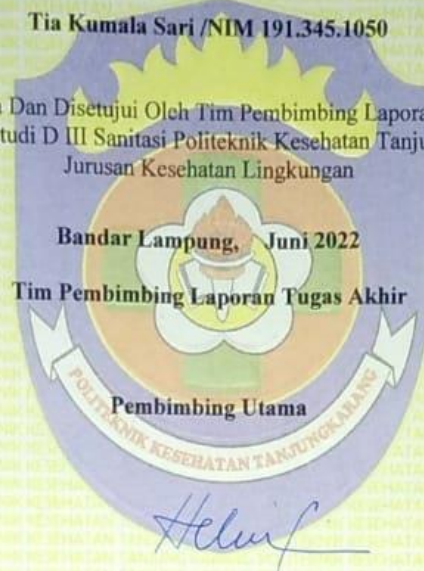 Tia Kumala Sari /NIM 191.345.1050
Dan Disetujui Oleh Tim Pembimbing Lapora
tudi D III Sanitasi Politeknik Kesehatan Tanju
Jurusan Kesehatan Lingkungan
Bandar Lampung, Juni 2022
Tim Pembimbing Laporan Tugas Akhir
Pembimbing Utama
POLITEKNIK KESEHATAN TANJUNGKARANG